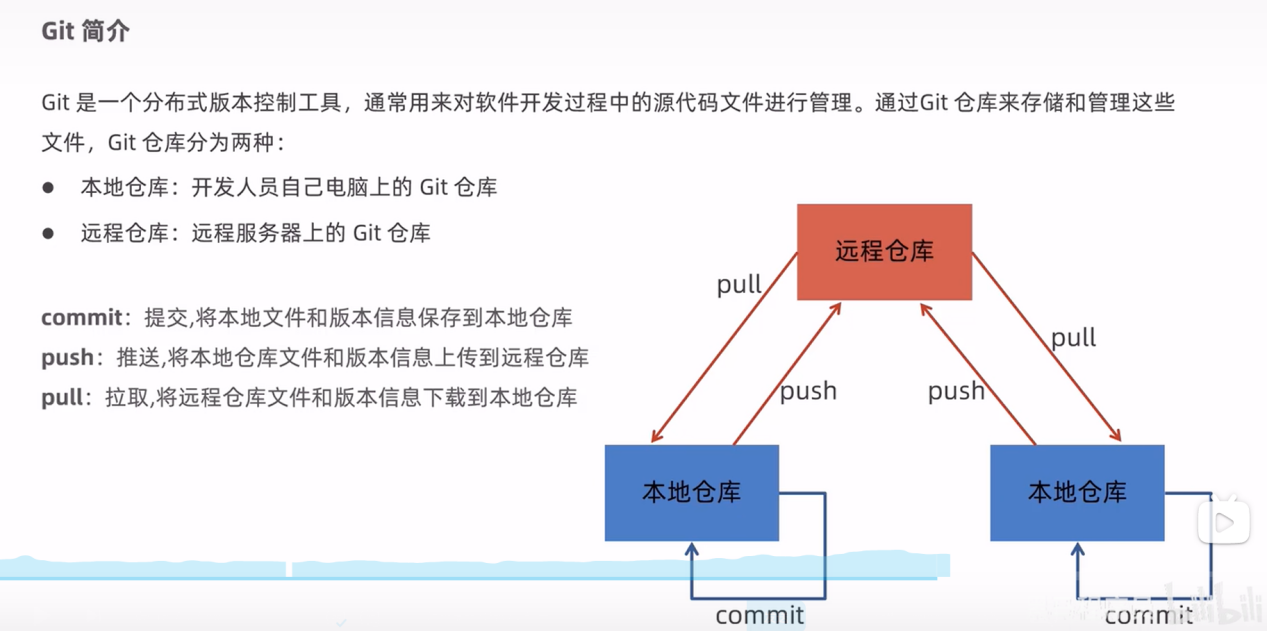 Git 简介
Git 是一个分布式版本控制工具，通常用来对软件开发过程中的源代码文件进行管理。通过Git 仓库来存储和管理这些
文件，Git 仓库分为两种：
● 本地仓库：开发人员自己电脑上的 Git 仓库
● 远程仓库：远程服务器上的 Git 仓库
commit：提交,将本地文件和版本信息保存到本地仓库
push：推送,将本地仓库文件和版本信息上传到远程仓库
pull：拉取,将远程仓库文件和版本信息下载到本地仓库
远程仓库
pull
pull
push
push
本地仓库
本地仓库
commit
commit
bilibili